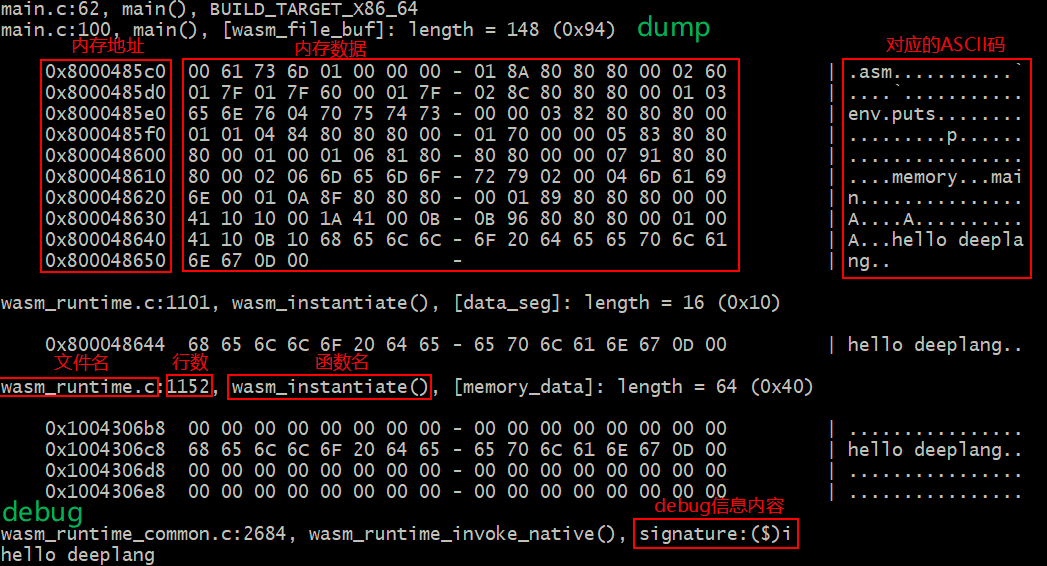 main.c:62, main(), BUILD_TARGET_X86_64
main.c:100, main(), [wasm_file_buf]: length = 148 (0x94) dump
内存地址 内存数据 对应的ASCII码
0x8000485c0 00 61 73 6D 01 00 00 00 - 01 8A 80 80 80 00 02 60 | .asm...........`
0x8000485d0 01 7F 01 7F 60 00 01 7F - 02 8C 80 80 80 00 01 03 | ....`...........
0x8000485e0 65 6E 76 04 70 75 74 73 - 00 00 03 82 80 80 80 00 | env.puts........
0x8000485f0 01 01 04 84 80 80 80 00 - 01 70 00 00 05 83 80 80 | .........p......
0x800048600 80 00 01 00 01 06 81 80 - 80 80 00 00 07 91 80 80 | ................
0x800048610 80 00 02 06 6D 65 6D 6F - 72 79 02 00 04 6D 61 69 | ....memory...mai
0x800048620 6E 00 01 0A 8F 80 80 80 - 00 01 89 80 80 80 00 00 | n...............
0x800048630 41 10 10 00 1A 41 00 0B - 0B 96 80 80 80 00 01 00 | A....A..........
0x800048640 41 10 0B 10 68 65 6C 6C - 6F 20 64 65 65 70 6C 61 | A...hello deepla
0x800048650 6E 67 0D 00 - | ng..
wasm_runtime.c:1101, wasm_instantiate(), [data_seg]: length = 16 (0x10)
0x800048644 68 65 6C 6C 6F 20 64 65 - 65 70 6C 61 6E 67 0D 00 | hello deeplang..
文件名 行数 函数名
wasm_runtime.c:1152, wasm_instantiate(), [memory_data]: length = 64 (0x40)
0x1004306b8 00 00 00 00 00 00 00 00 - 00 00 00 00 00 00 00 00 | ................
0x1004306c8 68 65 6C 6C 6F 20 64 65 - 65 70 6C 61 6E 67 0D 00 | hello deeplang..
0x1004306d8 00 00 00 00 00 00 00 00 - 00 00 00 00 00 00 00 00 | ................
0x1004306e8 00 00 00 00 00 00 00 00 - 00 00 00 00 00 00 00 00 | ................
debug debug信息内容
wasm_runtime_common.c:2684, wasm_runtime_invoke_native(), signature:($)i
hello deeplang